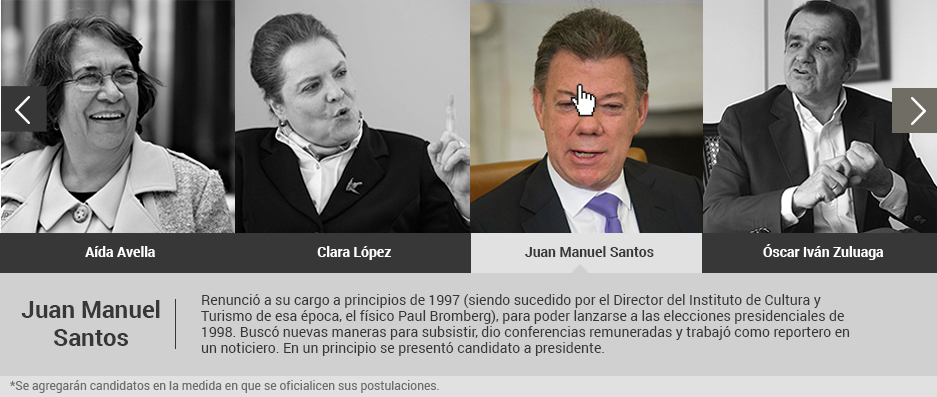 Aída Avella
Clara López
Juan Manuel Santos
Óscar Iván Zuluaga
Juan Manuel
Santos
Renunció a su cargo a principios de 1997 (siendo sucedido por el Director del Instituto de Cultura y
Turismo de esa época, el físico Paul Bromberg), para poder lanzarse a las elecciones presidenciales de
1998. Buscó nuevas maneras para subsistir, dio conferencias remuneradas y trabajó como reportero en
un noticiero. En un principio se presentó candidato a presidente.
*Se agregarán candidatos en la medida en que se oficialicen sus postulaciones.